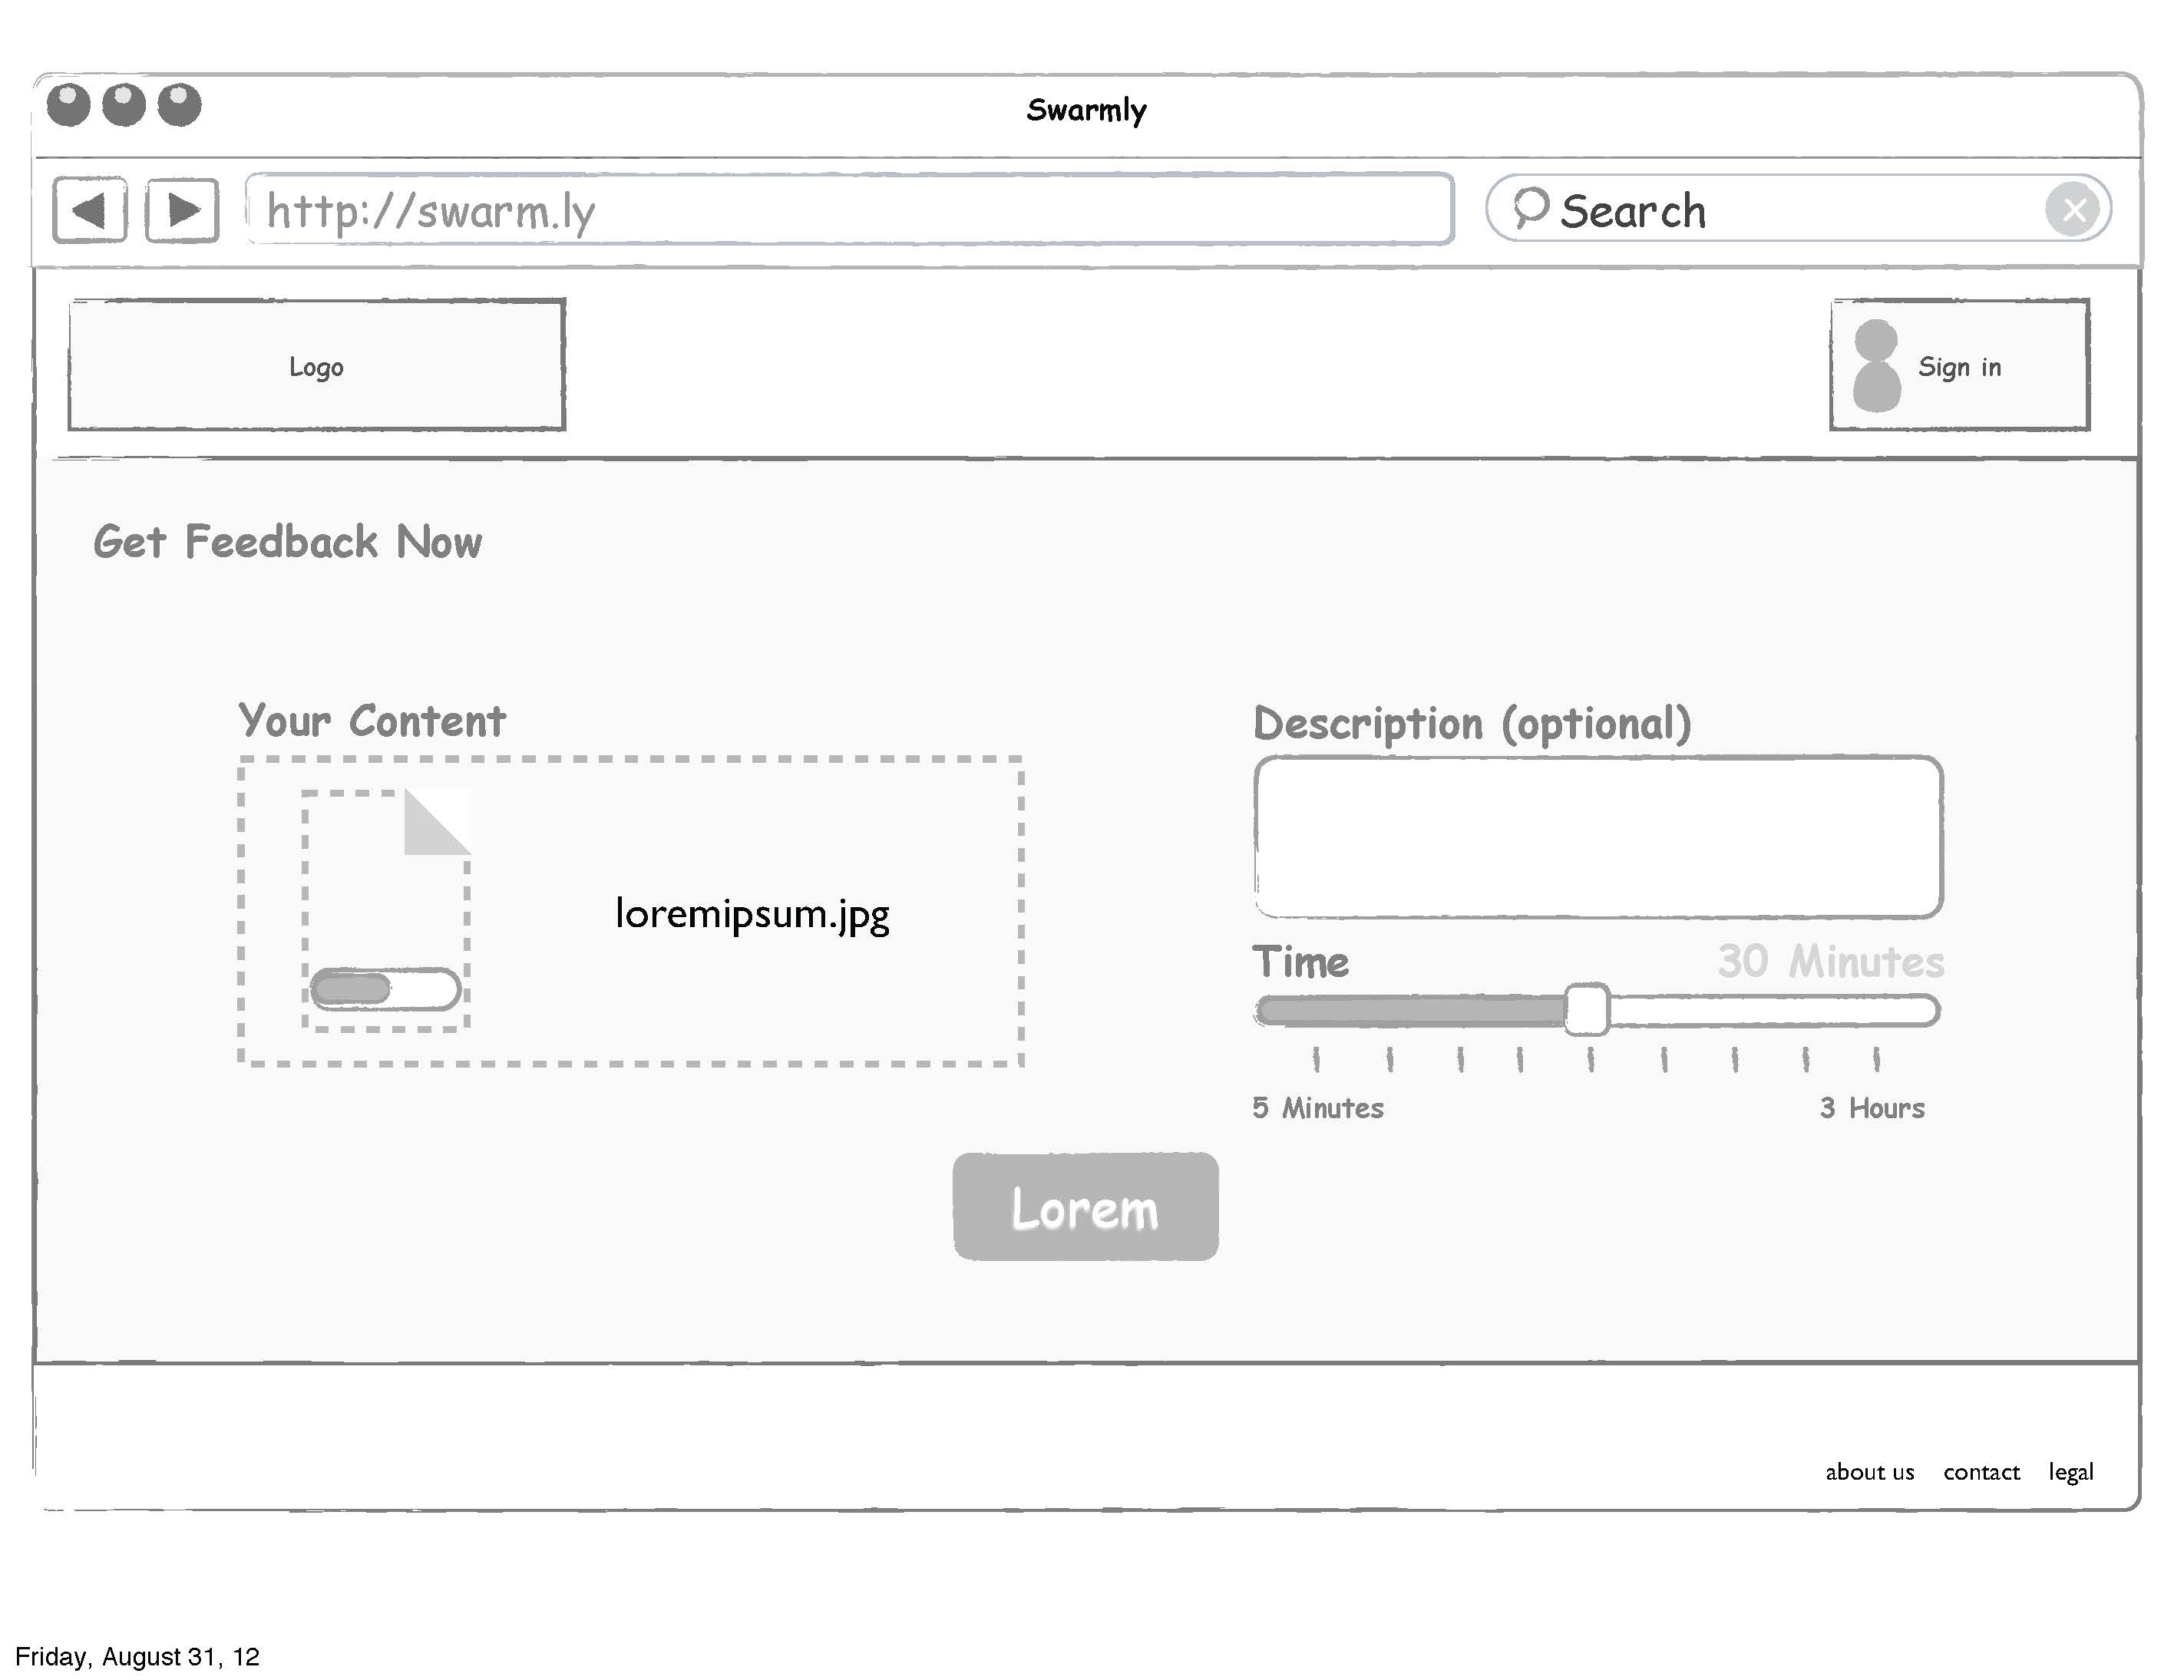 Swarmly
http://swarm.ly
Search
Logo
Sign in
Get Feedback Now
Your Content
loremipsum.jpg
Description (optional)
Time
30 Minutes
5 Minutes
3 Hours
Lorem
about us contact legal
Friday, August 31, 12